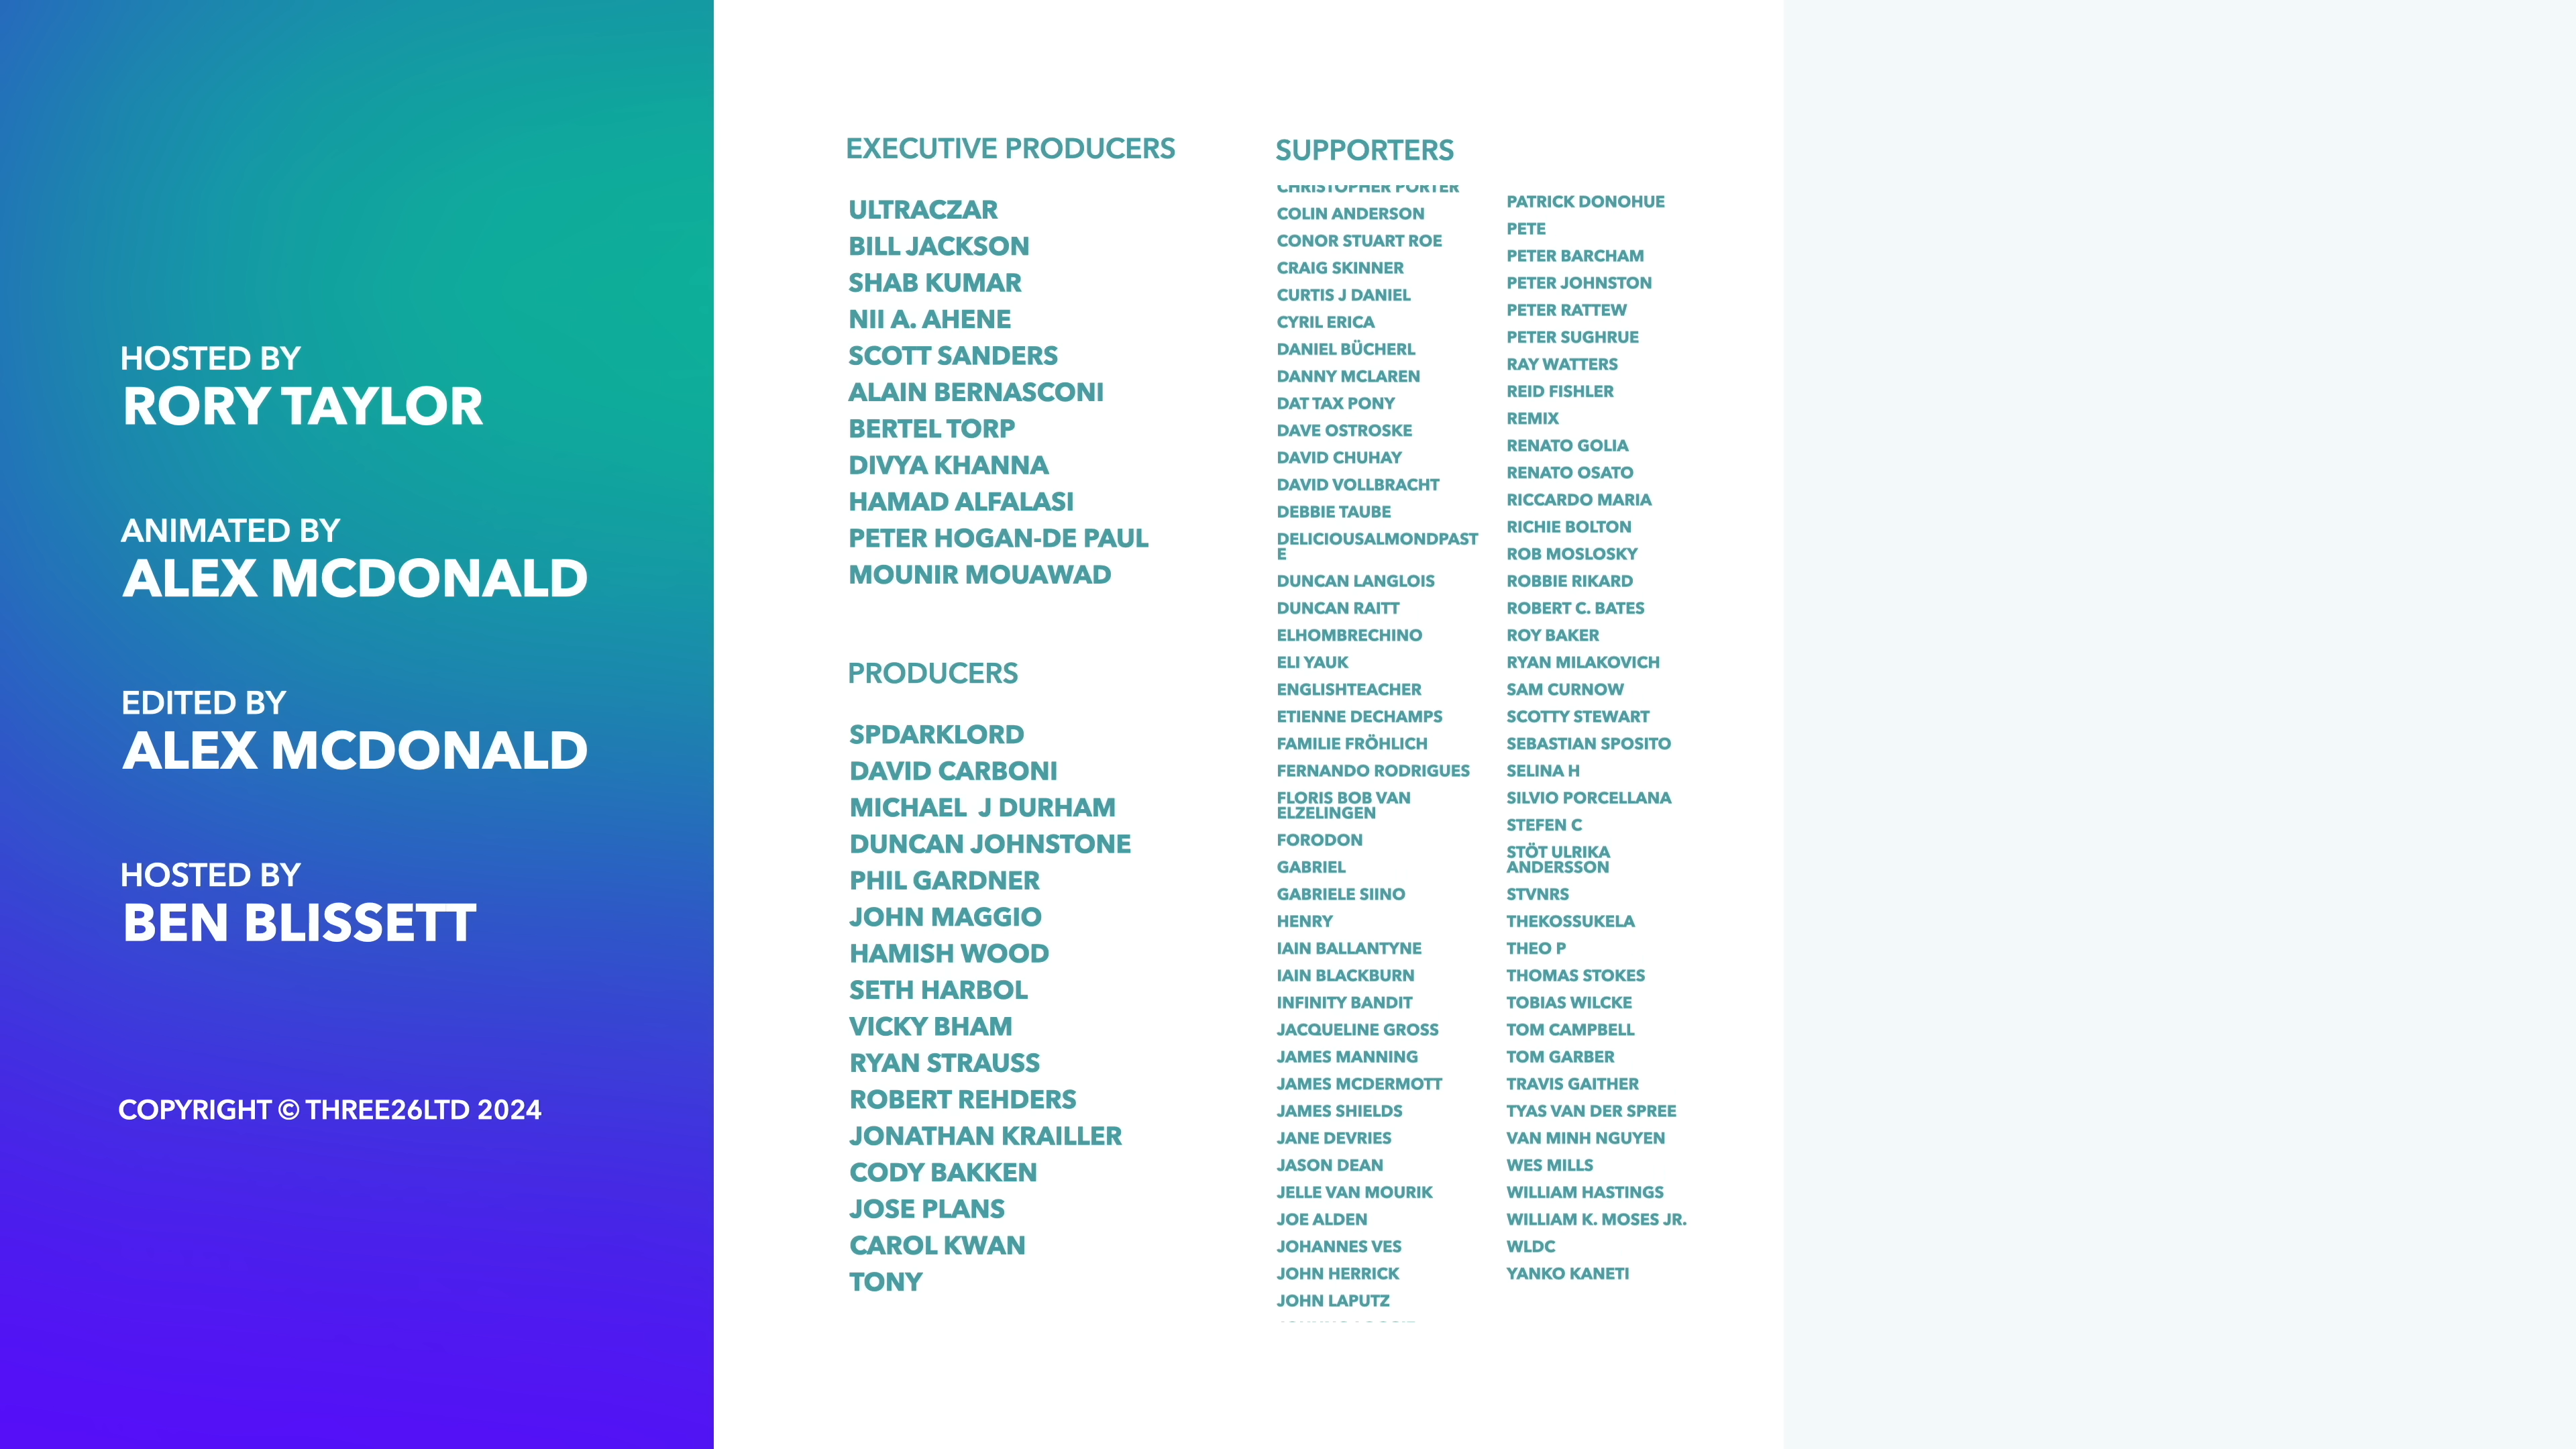 HOSTED BY
RORY TAYLOR
ANIMATED BY
ALEX MCDONALD
EDITED BY
ALEX MCDONALD
HOSTED BY
BEN BLISSETT
COPYRIGHT © THREE26LTD 2024
EXECUTIVE PRODUCERS
ULTRACZAR
BILL JACKSON
SHAB KUMAR
NII A. AHENE
SCOTT SANDERS
ALAIN BERNASCONI
BERTEL TORP
DIVYA KHANNA
HAMAD ALFALASI
PETER HOGAN-DE PAUL
MOUNIR MOUAWAD
PRODUCERS
SPDARKLORD
DAVID CARBONI
MICHAEL  J DURHAM
DUNCAN JOHNSTONE
PHIL GARDNER
JOHN MAGGIO
HAMISH WOOD
SETH HARBOL
VICKY BHAM
RYAN STRAUSS
ROBERT REHDERS
JONATHAN KRAILLER
CODY BAKKEN
JOSE PLANS
CAROL KWAN
TONY
SUPPORTERS
CHRISTOPHER PORTER
COLIN ANDERSON
CONOR STUART ROE
CRAIG SKINNER
CURTIS J DANIEL
CYRIL ERICA
DANIEL BÜCHERL
DANNY MCLAREN
DAT TAX PONY
DAVE OSTROSKE
DAVID CHUHAY
DAVID VOLLBRACHT
DEBBIE TAUBE
DELICIOUSALMONDPAST
E
DUNCAN LANGLOIS
DUNCAN RAITT
ELHOMBRECHINO
ELI YAUK
ENGLISHTEACHER
ETIENNE DECHAMPS
FAMILIE FRÖHLICH
FERNANDO RODRIGUES
FLORIS BOB VAN
ELZELINGEN
FORODON
GABRIEL
GABRIELE SIINO
HENRY
IAIN BALLANTYNE
IAIN BLACKBURN
INFINITY BANDIT
JACQUELINE GROSS
JAMES MANNING
JAMES MCDERMOTT
JAMES SHIELDS
JANE DEVRIES
JASON DEAN
JELLE VAN MOURIK
JOE ALDEN
JOHANNES VES
JOHN HERRICK
JOHN LAPUTZ
PATRICK DONOHUE
PETE
PETER BARCHAM
PETER JOHNSTON
PETER RATTEW
PETER SUGHRUE
RAY WATTERS
REID FISHLER
REMIX
RENATO GOLIA
RENATO OSATO
RICCARDO MARIA
RICHIE BOLTON
ROB MOSLOSKY
ROBBIE RIKARD
ROBERT C. BATES
ROY BAKER
RYAN MILAKOVICH
SAM CURNOW
SCOTTY STEWART
SEBASTIAN SPOSITO
SELINA H
SILVIO PORCELLANA
STEFEN C
STÖT ULRIKA
ANDERSSON
STVNRS
THEKOSSUKELA
THEO P
THOMAS STOKES
TOBIAS WILCKE
TOM CAMPBELL
TOM GARBER
TRAVIS GAITHER
TYAS VAN DER SPREE
VAN MINH NGUYEN
WES MILLS
WILLIAM HASTINGS
WILLIAM K. MOSES JR.
WLDC
YANKO KANETI